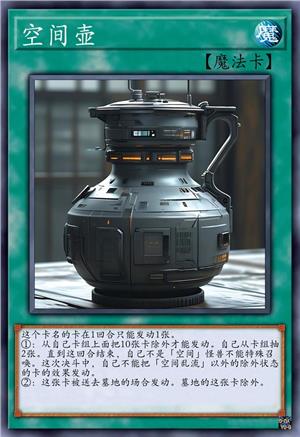 空间壶
魔
【魔法卡】
这个卡名的卡在1回合只能发动1张。
①：从自己卡组上面把10张卡除外才能发动。自己从卡组抽
2张。直到这回合结束，自己不是「空间」怪兽不能特殊召
唤。这次决斗中，自己不能把「空间乱流」以外的除外状态
的卡的效果发动。
②：这张卡被送去墓地的场合发动。墓地的这张卡除外。